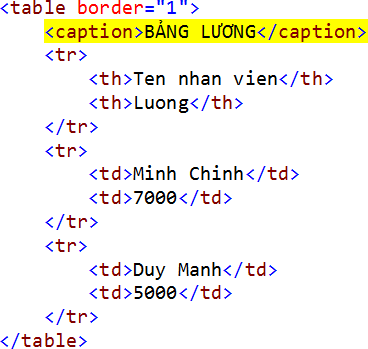 <table border="1">
<caption>BẢNG LƯƠNG</caption>
<tr>
<th>Ten nhan vien</th>
<th>Luong</th>
</tr>
<tr>
<td>Minh Chinh</td>
<td>7000</td>
</tr>
<tr>
<td>Duy Manh</td>
<td>5000</td>
</tr>
</table>